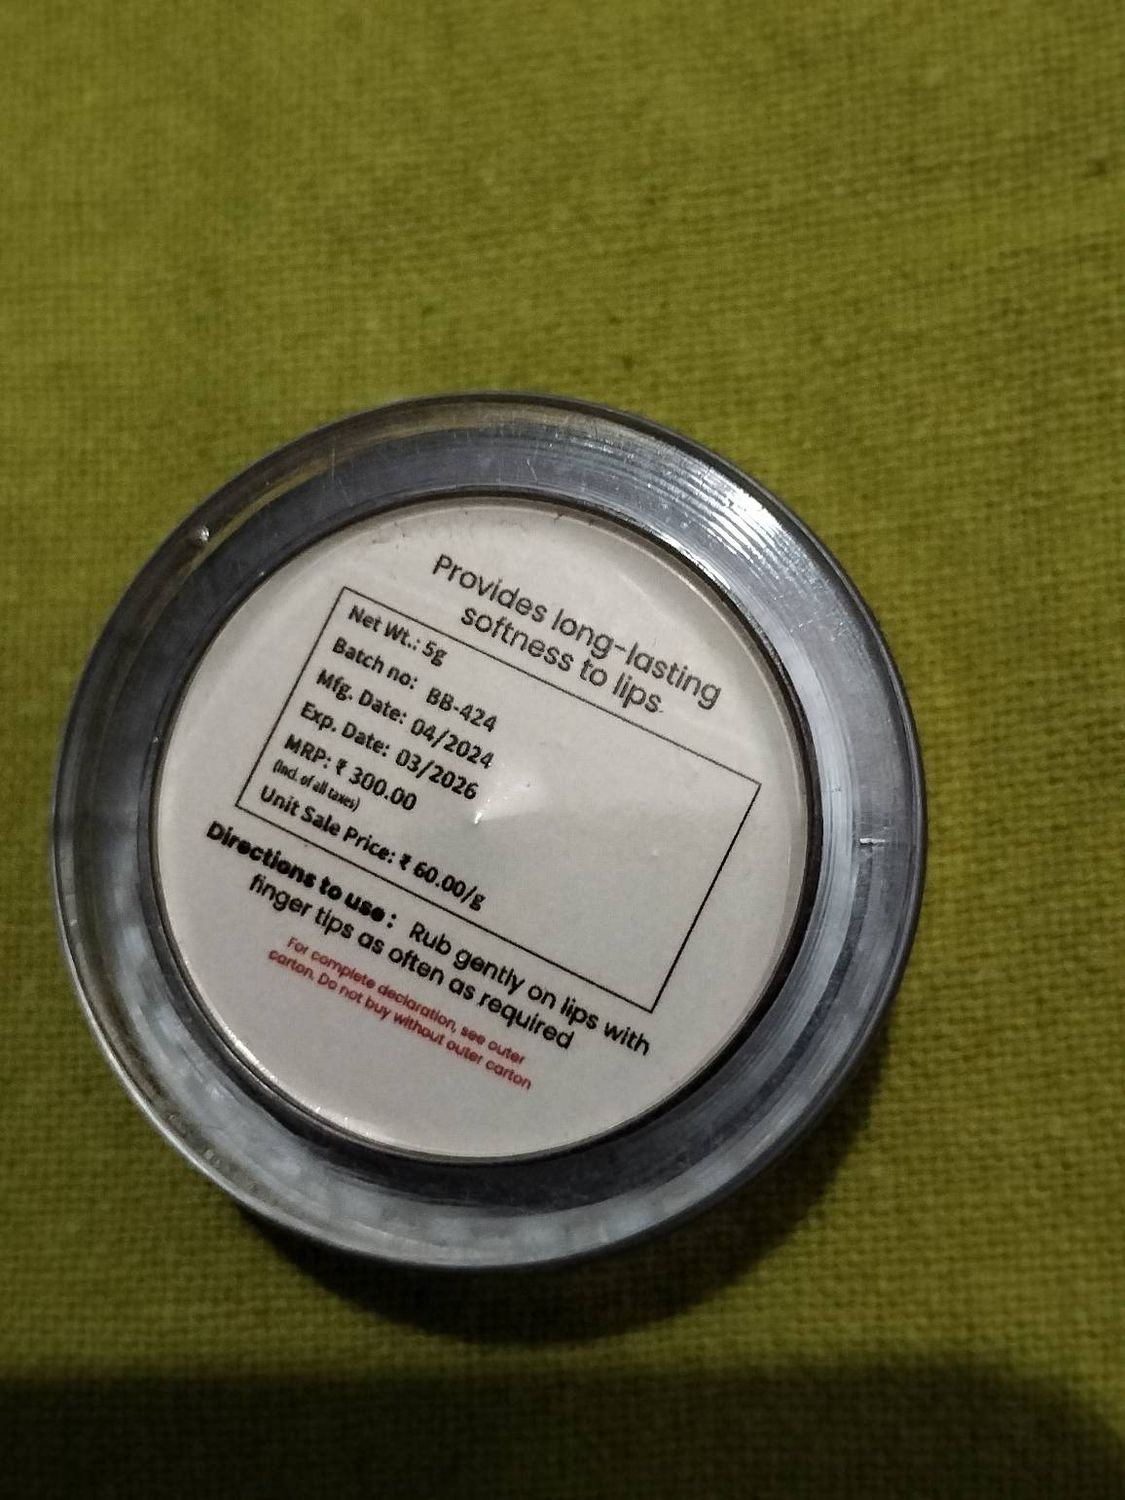 Provides long-lasting
softness to lips.
Net Wt.: 5g
Batch no: BB-424
Mfg. Date: 04/2024
Exp. Date: 03/2026
MRP: ₹ 300.00
(Incl. of all taxes)
Unit Sale Price: ₹ 60.00/g
Directions to use : Rub gently on lips with
finger tips as often as required
For complete declaration, see outer
carton. Do not buy without outer carton